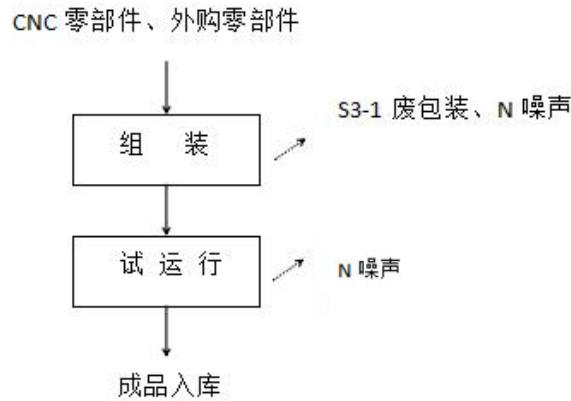 CNC 零部件、外购零部件
S3-1 废包装、N 噪声
组 装
试 运 行
N 噪声
成品入库